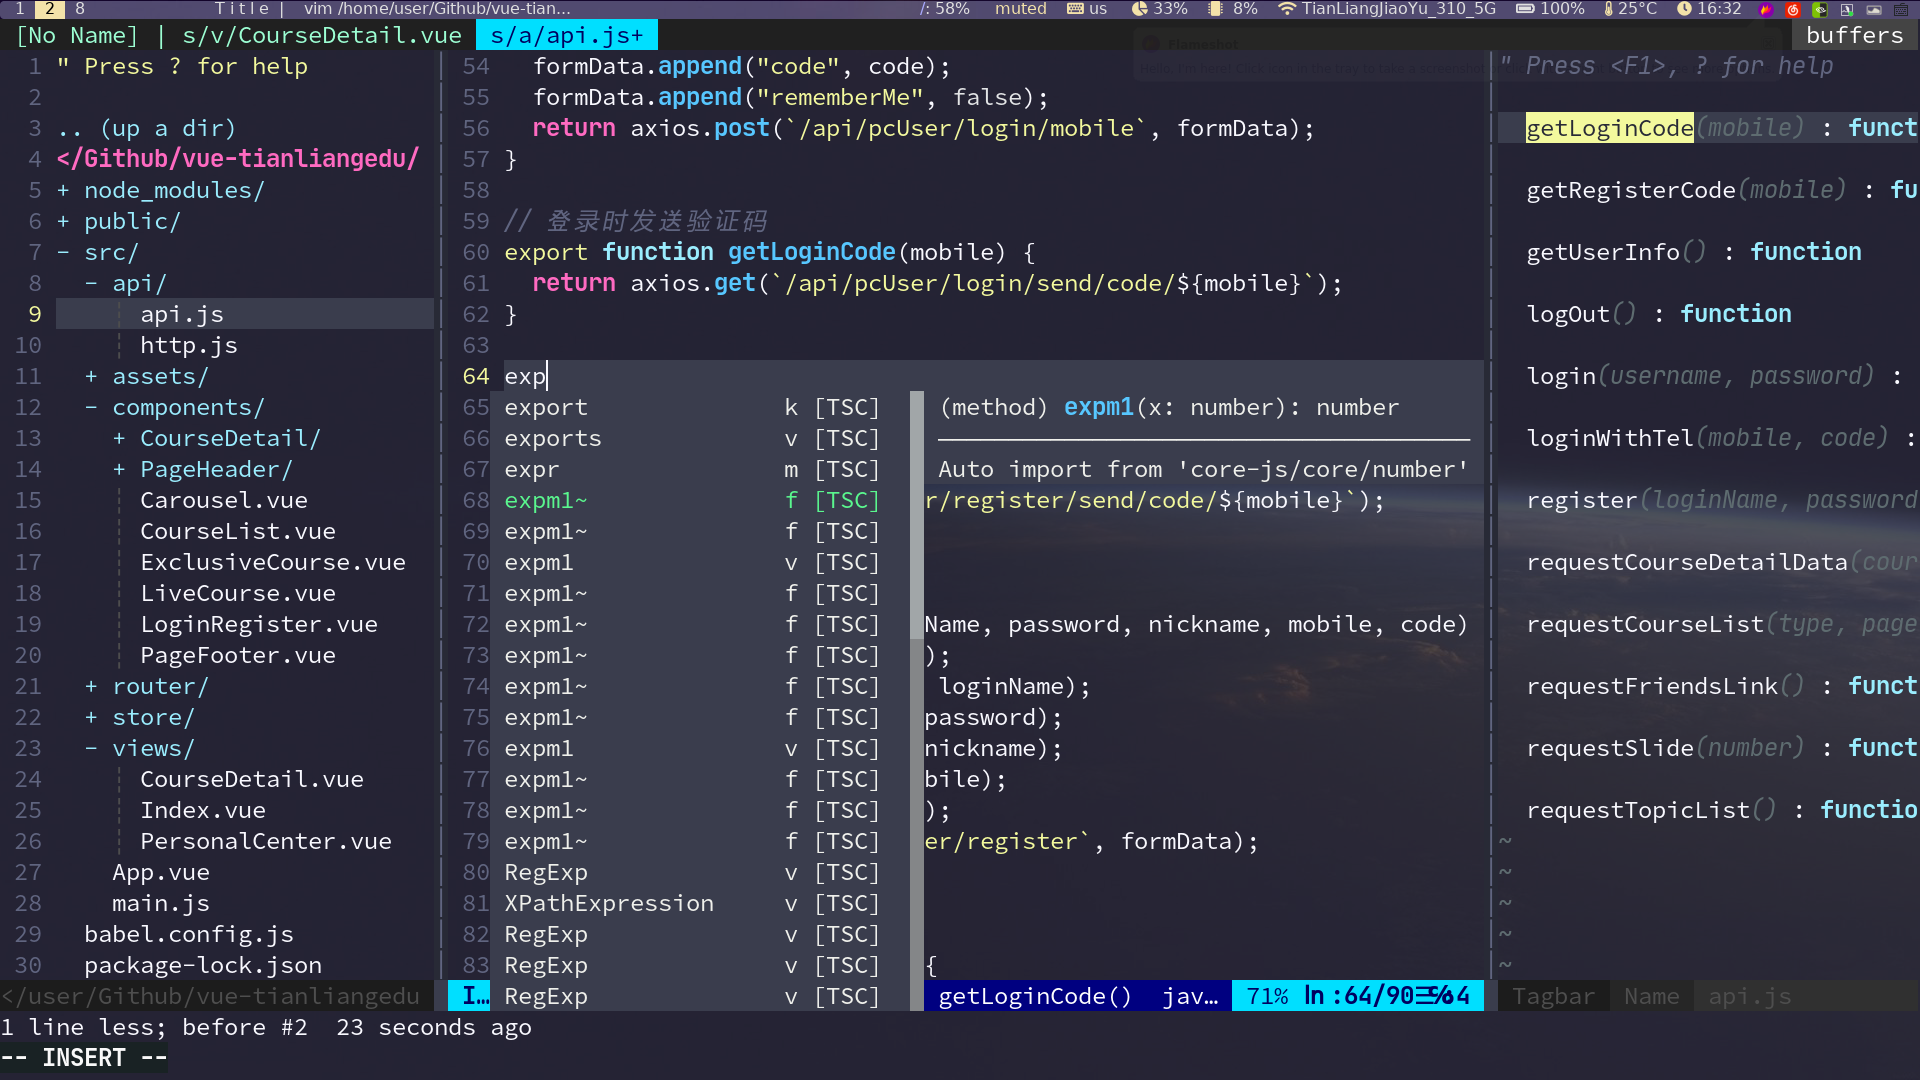 1 2 8 Title | vim /home/user/Github/vue-tian... /: 58% muted us 33% 8% TianLiangJiaoYu_310_5G 100% 25°C 16:32
[No Name] | s/v/CourseDetail.vue s/a/api.js+ buffers
1 " Press ? for help
2
3 .. (up a dir)
4 </Github/vue-tianliangedu/
5 + node_modules/
6 + public/
7 - src/
8 - api/
9 api.js
10 http.js
11 + assets/
12 - components/
13 + CourseDetail/
14 + PageHeader/
15 Carousel.vue
16 CourseList.vue
17 ExclusiveCourse.vue
18 LiveCourse.vue
19 LoginRegister.vue
20 PageFooter.vue
21 + router/
22 + store/
23 - views/
24 CourseDetail.vue
25 Index.vue
26 PersonalCenter.vue
27 App.vue
28 main.js
29 babel.config.js
30 package-lock.json
</user/Github/vue-tianliangedu
54 formData.append("code", code);
55 formData.append("rememberMe", false);
56 return axios.post(`/api/pcUser/login/mobile`, formData);
57 }
58
59 // 登录时发送验证码
60 export function getLoginCode(mobile) {
61 return axios.get(`/api/pcUser/login/send/code/${mobile}`);
62 }
63
64 exp
65 export k [TSC] (method) expm1(x: number): number
66 exports v [TSC]
67 expr m [TSC] Auto import from 'core-js/core/number'
68 expm1~ f [TSC] r/register/send/code/${mobile}`);
69 expm1~ f [TSC]
70 expm1 v [TSC]
71 expm1~ f [TSC]
72 expm1~ f [TSC] Name, password, nickname, mobile, code)
73 expm1~ f [TSC] );
74 expm1~ f [TSC] loginName);
75 expm1~ f [TSC] password);
76 expm1 v [TSC] nickname);
77 expm1~ f [TSC] bile);
78 expm1~ f [TSC] );
79 expm1~ f [TSC] er/register`, formData);
80 RegExp v [TSC]
81 XPathExpression v [TSC]
82 RegExp v [TSC]
83 RegExp v [TSC] {
I… RegExp v [TSC] getLoginCode() jav… 71% ln :64/90 ☰℅:4
" Press <F1>, ? for help
getLoginCode(mobile) : funct
getRegisterCode(mobile) : fu
getUserInfo() : function
logOut() : function
login(username, password) :
loginWithTel(mobile, code) :
register(loginName, password
requestCourseDetailData(cour
requestCourseList(type, page
requestFriendsLink() : funct
requestSlide(number) : funct
requestTopicList() : functio
~
~
~
~
~
Tagbar Name api.js
1 line less; before #2 23 seconds ago
-- INSERT --